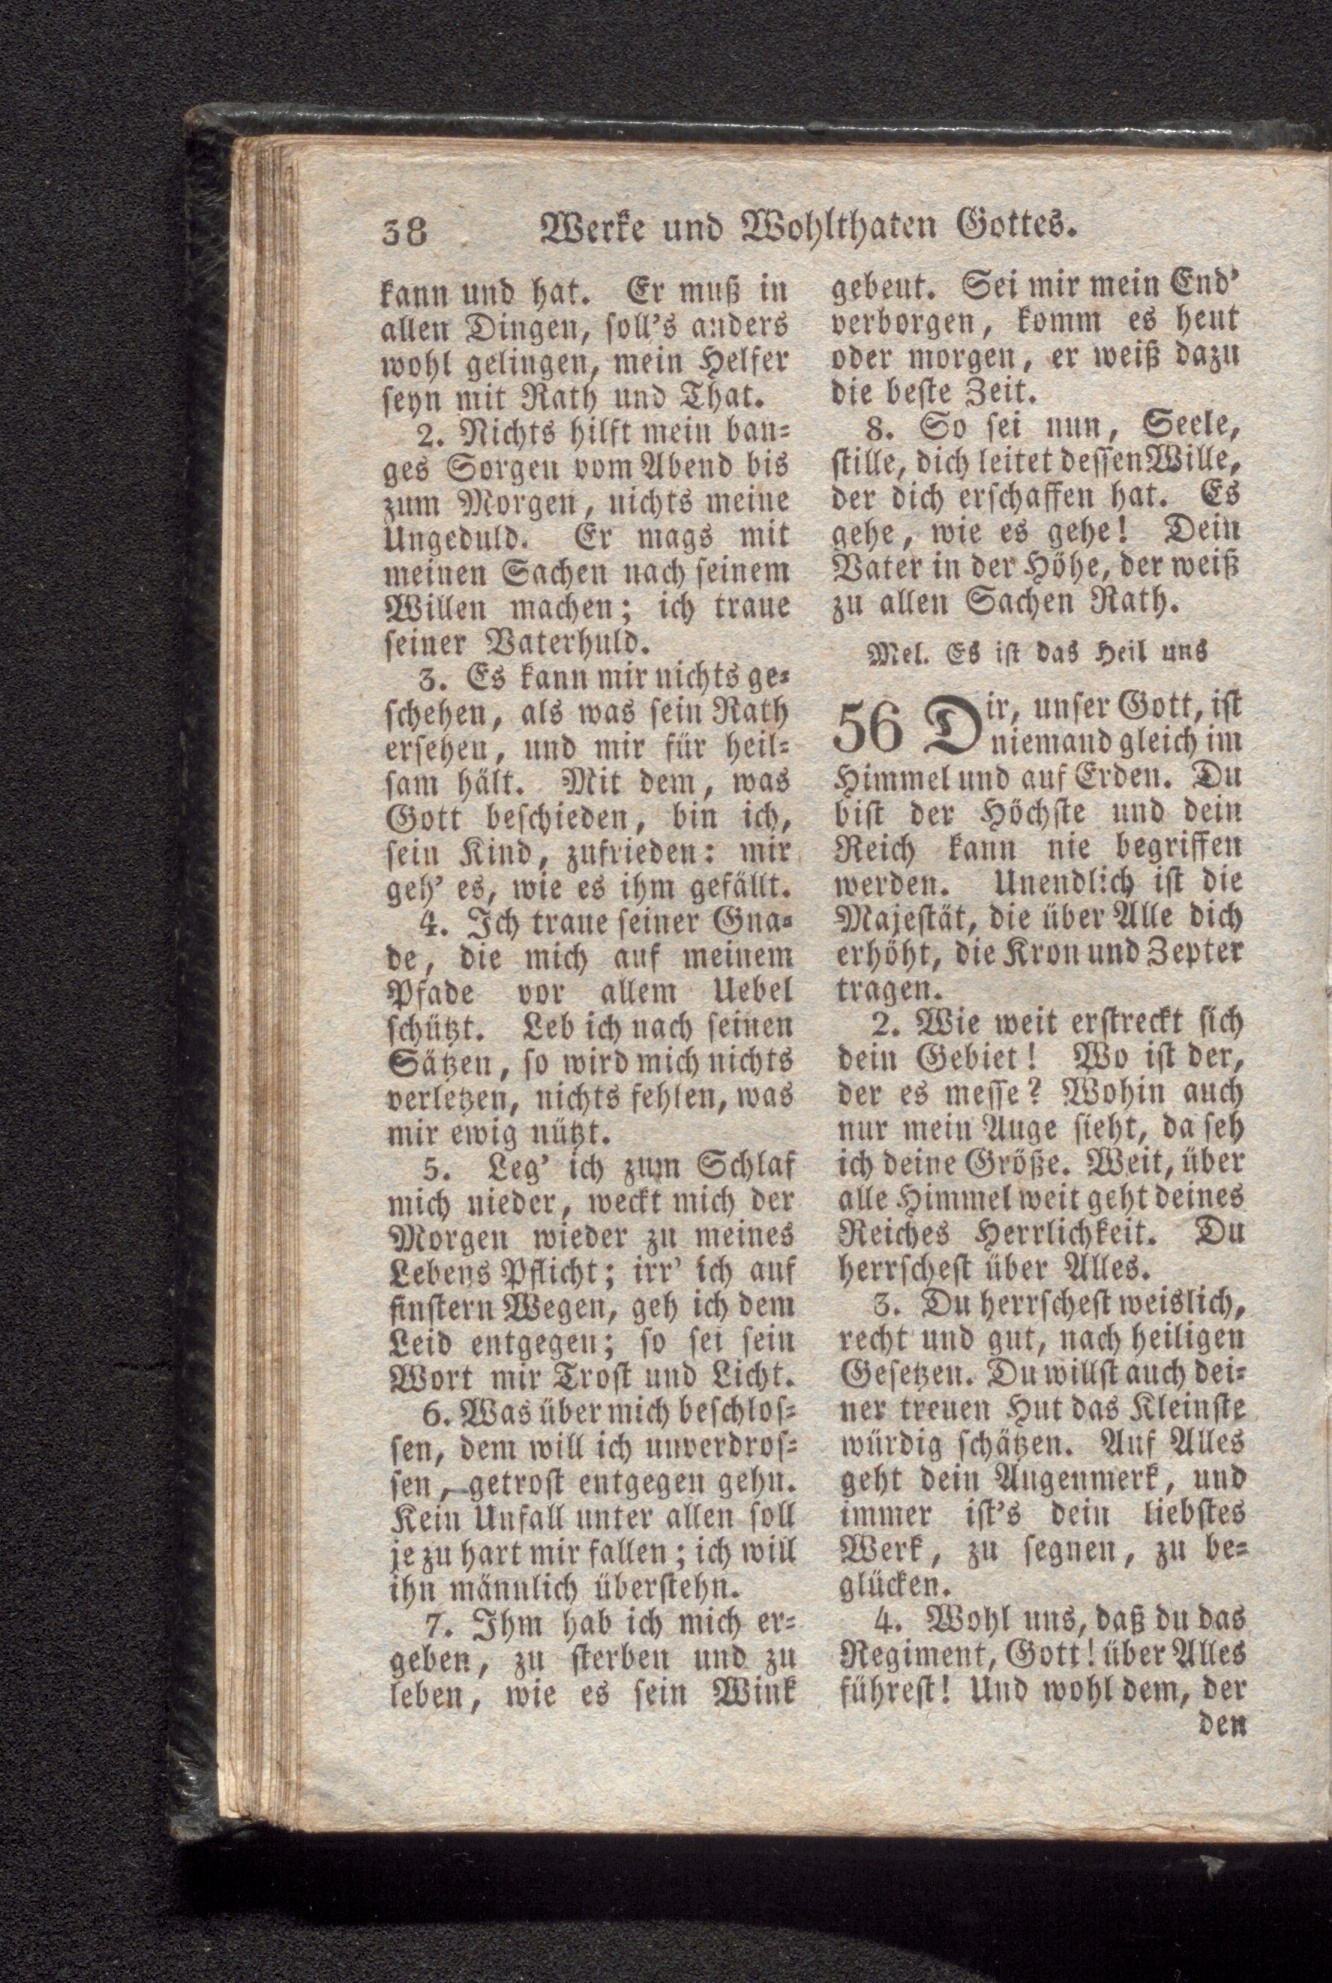 38 Werke und Wohlthaten Gottes.
kann und hat. Er muß in
allen Dingen, soll's anders
wohl gelingen, mein Helfer
seyn mit Rath und That.
2. Nichts hilft mein ban-
ges Sorgen vom Abend bis
zum Morgen, nichts meine
Ungeduld. Er mags mit
meinen Sachen nach seinem
Willen machen; ich traue
seiner Vaterhuld.
3. Es kann mir nichts ge-
schehen, als was sein Rath
ersehen, und mir für heil-
sam hält. Mit dem, was
Gott beschieden, bin ich,
sein Kind, zufrieden: mir
geh' es, wie es ihm gefällt.
4. Ich traue seiner Gna-
de, die mich auf meinem
Pfade vor allem Uebel
schützt. Leb ich nach seinen
Sätzen, so wird mich nichts
verletzen, nichts fehlen, was
mir ewig nützt.
5. Leg' ich zum Schlaf
mich nieder, weckt mich der
Morgen wieder zu meines
Lebens Pflicht; irr' ich auf
finstern Wegen, geh ich dem
Leid entgegen; so sei sein
Wort mir Trost und Licht.
6. Was über mich beschlos-
sen, dem will ich unverdros-
sen, getrost entgegen gehn.
Kein Unfall unter allen soll
je zu hart mir fallen; ich will
ihn männlich überstehn.
7. Ihm hab ich mich er-
geben, zu sterben und zu
leben, wie es sein Wink
gebeut. Sei mir mein End'
verborgen, komm es heut
oder morgen, er weiß dazu
die beste Zeit.
8. So sei nun, Seele,
stille, dich leitet dessen Wille,
der dich erschaffen hat. Es
gehe, wie es gehe! Dein
Vater in der Höhe, der weiß
zu allen Sachen Rath.
Mel. Es ist das Heil uns
56 Dir, unser Gott, ist
niemand gleich im
Himmel und auf Erden. Du
bist der Höchste und dein
Reich kann nie begriffen
werden. Unendlich ist die
Majestät, die über Alle dich
erhöht, die Kron und Zepter
tragen.
2. Wie weit erstreckt sich
dein Gebiet! Wo ist der,
der es messe? Wohin auch
nur mein Auge sieht, da seh
ich deine Größe. Weit, über
alle Himmel weit geht deines
Reiches Herrlichkeit. Du
herrschest über Alles.
3. Du herrschest weislich,
recht und gut, nach heiligen
Gesetzen. Du willst auch dei-
ner treuen Hut das Kleinste
würdig schätzen. Auf Alles
geht dein Augenmerk, und
immer ist's dein liebstes
Werk, zu segnen, zu be-
glücken.
4. Wohl uns, daß du das
Regiment, Gott! über Alles
führest! Und wohl dem, der
den